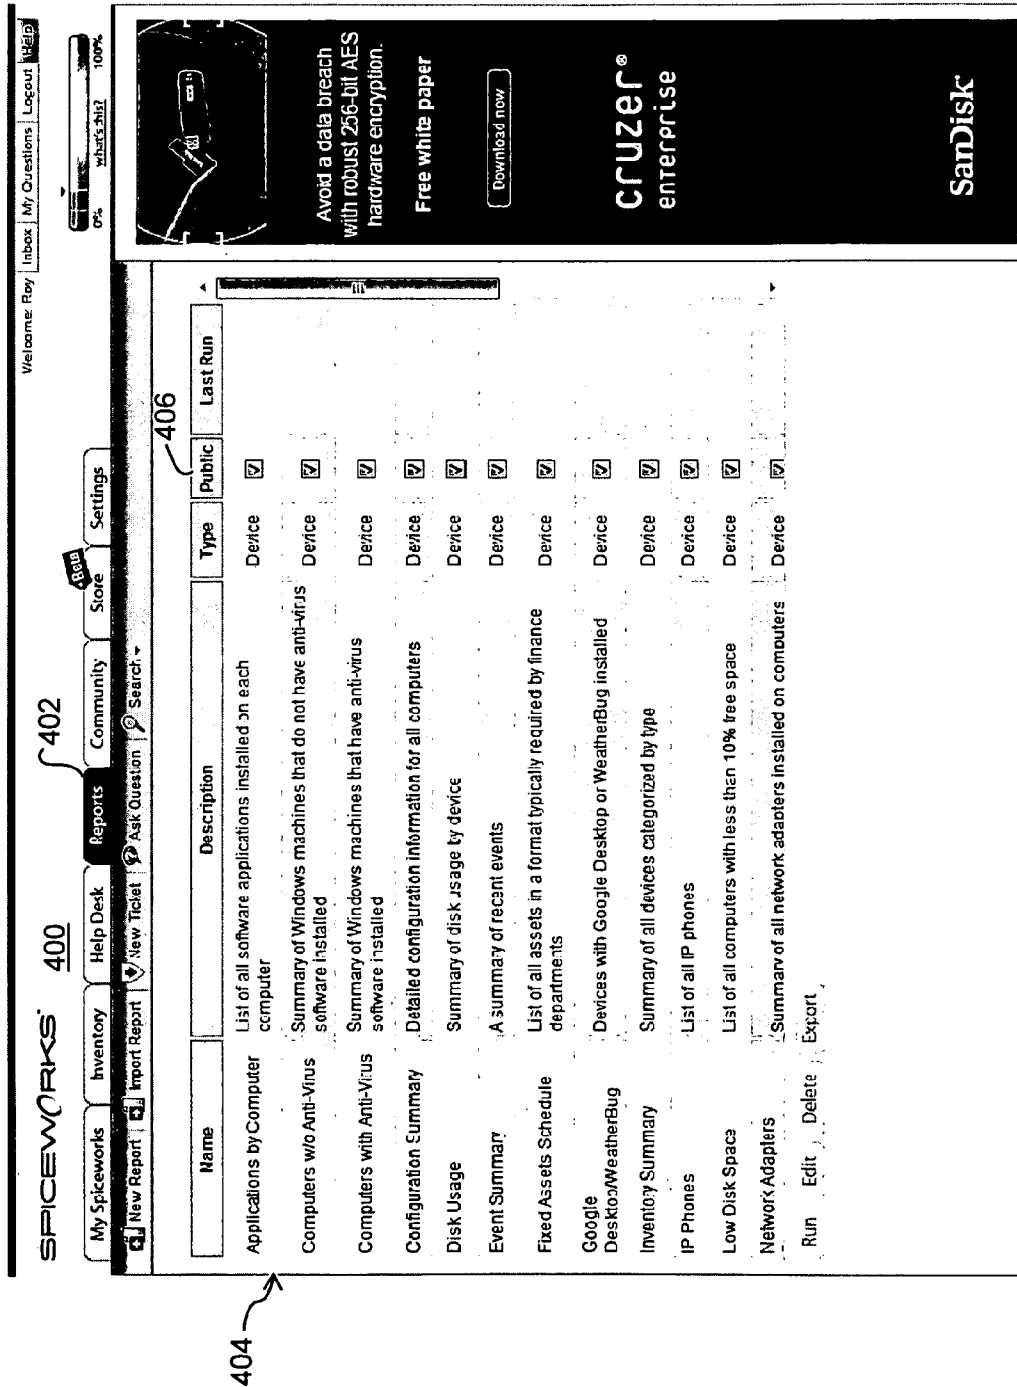 Welcome: Roy | Inbox | My Questions | Logout | Help
SPICEWORKS
400
402
0% what's this? 100%
My Spiceworks
Inventory
Help Desk
Reports
Community
Store
Beta
Settings
New Report | Import Report | New Ticket | Ask Question | Search
406
404
Name Description Type Public Last Run
Applications by Computer List of all software applications installed on each Device
computer
Computers w/o Anti-Virus Summary of Windows machines that do not have anti-virus Device
software installed
Computers with Anti-Virus Summary of Windows machines that have anti-virus Device
software installed
Configuration Summary Detailed configuration information for all computers Device
Disk Usage Summary of disk usage by device Device
Event Summary A summary of recent events Device
Fixed Assets Schedule List of all assets in a format typically required by finance Device
departments
Google
Desktop/WeatherBug Devices with Google Desktop or WeatherBug installed Device
Inventory Summary Summary of all devices categorized by type Device
IP Phones List of all IP phones Device
Low Disk Space List of all computers with less than 10% free space Device
Network Adapters Summary of all network adapters installed on computers Device
Run Edit Delete Export
Avoid a data breach
with robust 256-bit AES
hardware encryption.
Free white paper
Download now
cruzer®
enterprise
SanDisk